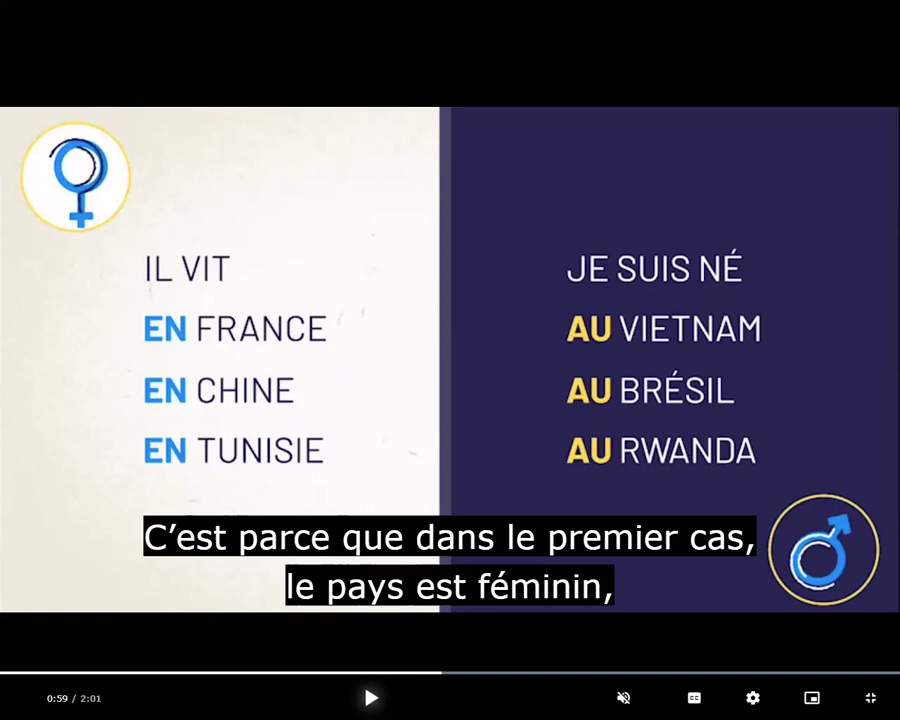 IL VIT
EN FRANCE
EN CHINE
EN TUNISIE
JE SUIS NÉ
AU VIETNAM
AU BRÉSIL
AU RWANDA
C’est parce que dans le premier cas,
le pays est féminin,
0:59 / 2:01
CC